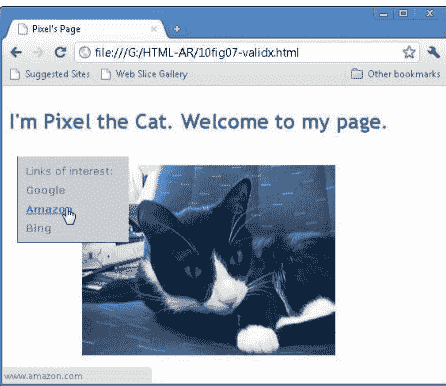 Pixel's Page
file:///G:/HTML-AR/10fig07-validx.html
Suggested Sites Web Slice Gallery Other bookmarks
I'm Pixel the Cat. Welcome to my page.
Links of interest:
Google
Amazon
Bing
www.amazon.com